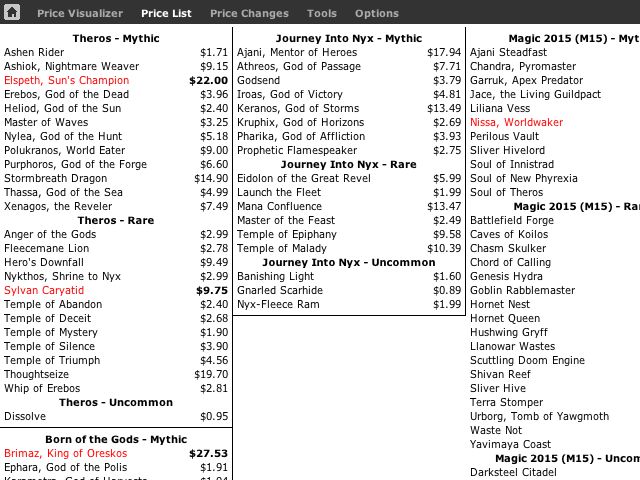 Price Visualizer Price List Price Changes Tools Options
Theros - Mythic
Ashen Rider $1.71
Ashiok, Nightmare Weaver $9.15
Elspeth, Sun's Champion $22.00
Erebos, God of the Dead $3.96
Heliod, God of the Sun $2.40
Master of Waves $3.25
Nylea, God of the Hunt $5.18
Polukranos, World Eater $9.00
Purphoros, God of the Forge $6.60
Stormbreath Dragon $14.90
Thassa, God of the Sea $4.99
Xenagos, the Reveler $7.49
Theros - Rare
Anger of the Gods $2.99
Fleecemane Lion $2.78
Hero's Downfall $9.49
Nykthos, Shrine to Nyx $2.99
Sylvan Caryatid $9.75
Temple of Abandon $2.40
Temple of Deceit $2.68
Temple of Mystery $1.90
Temple of Silence $3.90
Temple of Triumph $4.56
Thoughtseize $19.70
Whip of Erebos $2.81
Theros - Uncommon
Dissolve $0.95
Born of the Gods - Mythic
Brimaz, King of Oreskos $27.53
Ephara, God of the Polis $1.91
Journey Into Nyx - Mythic
Ajani, Mentor of Heroes $17.94
Athreos, God of Passage $7.71
Godsend $3.79
Iroas, God of Victory $4.81
Keranos, God of Storms $13.49
Kruphix, God of Horizons $2.69
Pharika, God of Affliction $3.93
Prophetic Flamespeaker $2.75
Journey Into Nyx - Rare
Eidolon of the Great Revel $5.99
Launch the Fleet $1.99
Mana Confluence $13.47
Master of the Feast $2.49
Temple of Epiphany $9.58
Temple of Malady $10.39
Journey Into Nyx - Uncommon
Banishing Light $1.60
Gnarled Scarhide $0.89
Nyx-Fleece Ram $1.99
Magic 2015 (M15) - Myt
Ajani Steadfast
Chandra, Pyromaster
Garruk, Apex Predator
Jace, the Living Guildpact
Liliana Vess
Nissa, Worldwaker
Perilous Vault
Sliver Hivelord
Soul of Innistrad
Soul of New Phyrexia
Soul of Theros
Magic 2015 (M15) - Rar
Battlefield Forge
Caves of Koilos
Chasm Skulker
Chord of Calling
Genesis Hydra
Goblin Rabblemaster
Hornet Nest
Hornet Queen
Hushwing Gryff
Llanowar Wastes
Scuttling Doom Engine
Shivan Reef
Sliver Hive
Terra Stomper
Urborg, Tomb of Yawgmoth
Waste Not
Yavimaya Coast
Magic 2015 (M15) - Uncom
Darksteel Citadel